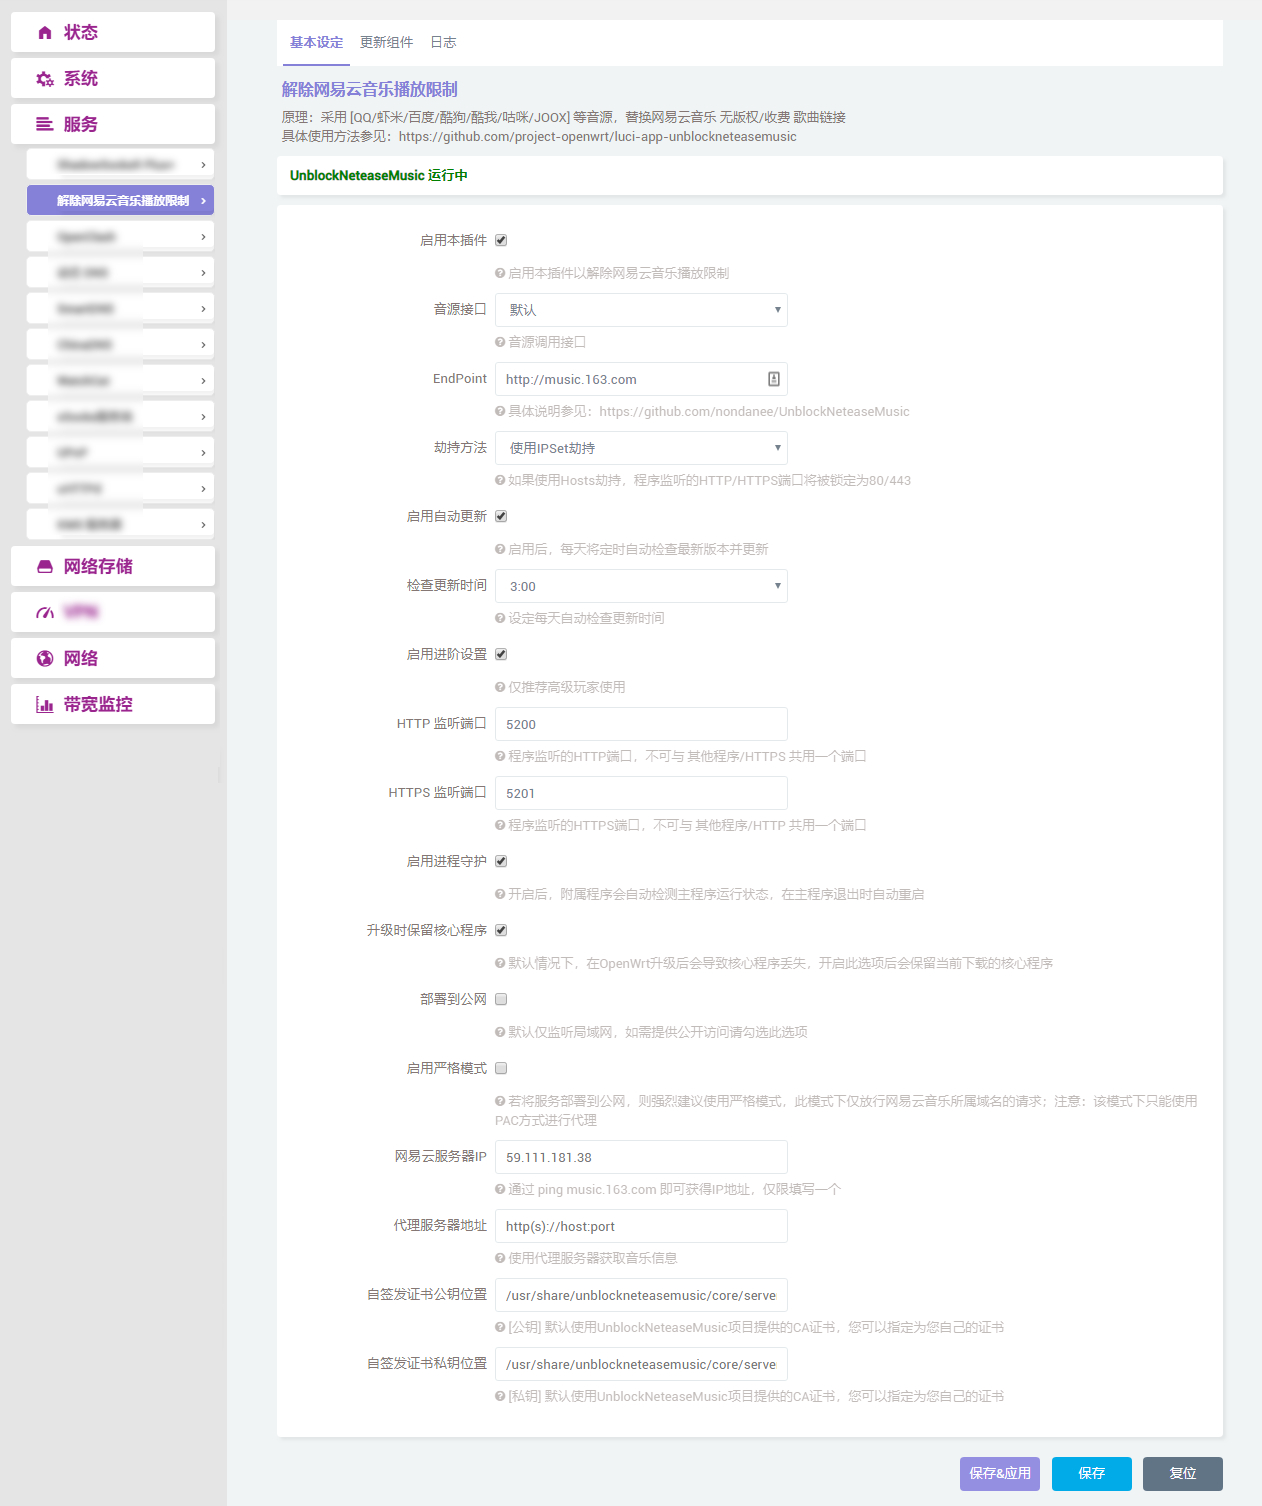 状态
系统
服务
解除网易云音乐播放限制
网络存储
VPN
网络
带宽监控
基本设定 更新组件 日志
解除网易云音乐播放限制
原理：采用 [QQ/虾米/百度/酷狗/酷我/咕咪/JOOX] 等音源，替换网易云音乐 无版权/收费 歌曲链接
具体使用方法参见：https://github.com/project-openwrt/luci-app-unblockneteasemusic
UnblockNeteaseMusic 运行中
启用本插件
启用本插件以解除网易云音乐播放限制
音源接口 默认
音源调用接口
EndPoint http://music.163.com
具体说明参见：https://github.com/nondanee/UnblockNeteaseMusic
劫持方法 使用IPSet劫持
如果使用Hosts劫持，程序监听的HTTP/HTTPS端口将被锁定为80/443
启用自动更新
启用后，每天将定时自动检查最新版本并更新
检查更新时间 3:00
设定每天自动检查更新时间
启用进阶设置
仅推荐高级玩家使用
HTTP 监听端口 5200
程序监听的HTTP端口，不可与 其他程序/HTTPS 共用一个端口
HTTPS 监听端口 5201
程序监听的HTTPS端口，不可与 其他程序/HTTP 共用一个端口
启用进程守护
开启后，附属程序会自动检测主程序运行状态，在主程序退出时自动重启
升级时保留核心程序
默认情况下，在OpenWrt升级后会导致核心程序丢失，开启此选项后会保留当前下载的核心程序
部署到公网
默认仅监听局域网，如需提供公开访问请勾选此选项
启用严格模式
若将服务部署到公网，则强烈建议使用严格模式，此模式下仅放行网易云音乐所属域名的请求；注意：该模式下只能使用
PAC方式进行代理
网易云服务器IP 59.111.181.38
通过 ping music.163.com 即可获得IP地址，仅限填写一个
代理服务器地址 http(s)://host:port
使用代理服务器获取音乐信息
自签发证书公钥位置 /usr/share/unblockneteasemusic/core/serve
[公钥] 默认使用UnblockNeteaseMusic项目提供的CA证书，您可以指定为您自己的证书
自签发证书私钥位置 /usr/share/unblockneteasemusic/core/serve
[私钥] 默认使用UnblockNeteaseMusic项目提供的CA证书，您可以指定为您自己的证书
保存&应用 保存 复位